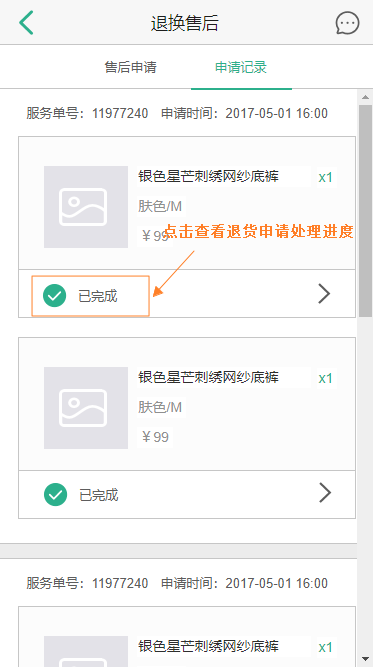 退换售后
售后申请 申请记录
服务单号：11977240 申请时间：2017-05-01 16:00
银色星芒刺绣网纱底裤 x1
肤色/M
￥99
点击查看退货申请处理进度
已完成
银色星芒刺绣网纱底裤 x1
肤色/M
￥99
已完成
服务单号：11977240 申请时间：2017-05-01 16:00
银色星芒刺绣网纱底裤 x1